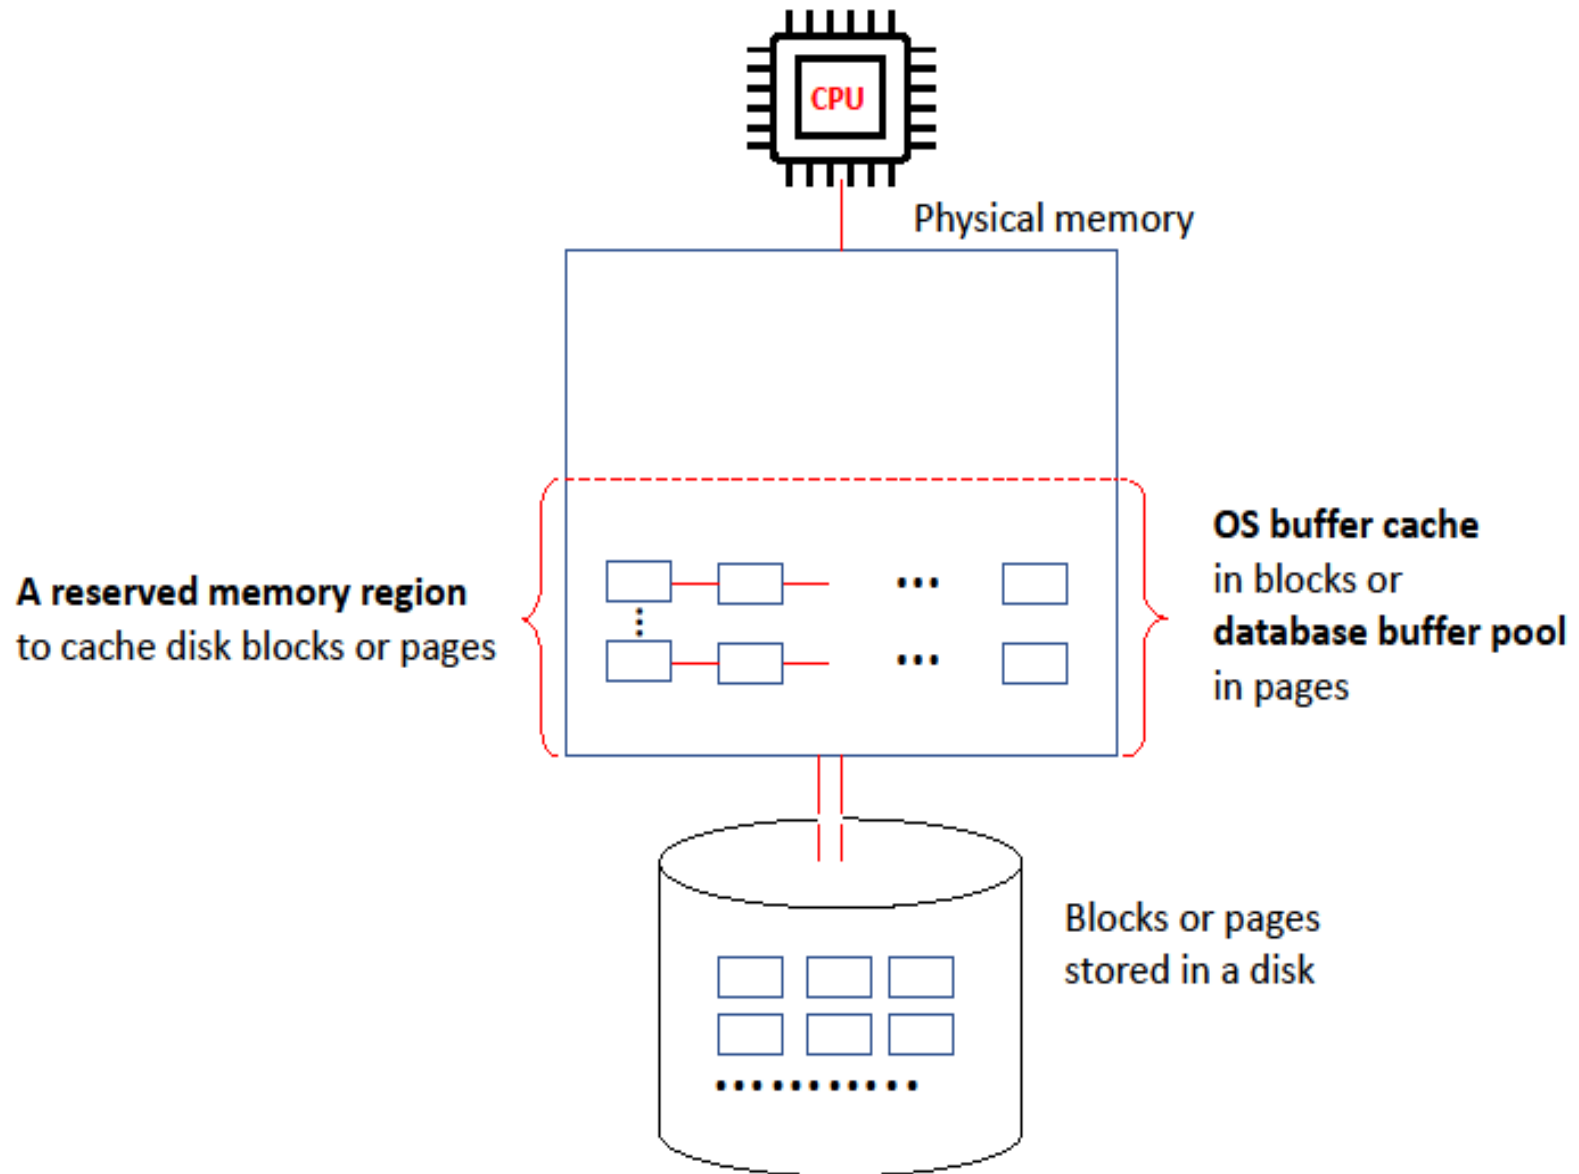 CPU
Physical memory
A reserved memory region
to cache disk blocks or pages
OS buffer cache
in blocks or
database buffer pool
in pages
Blocks or pages
stored in a disk